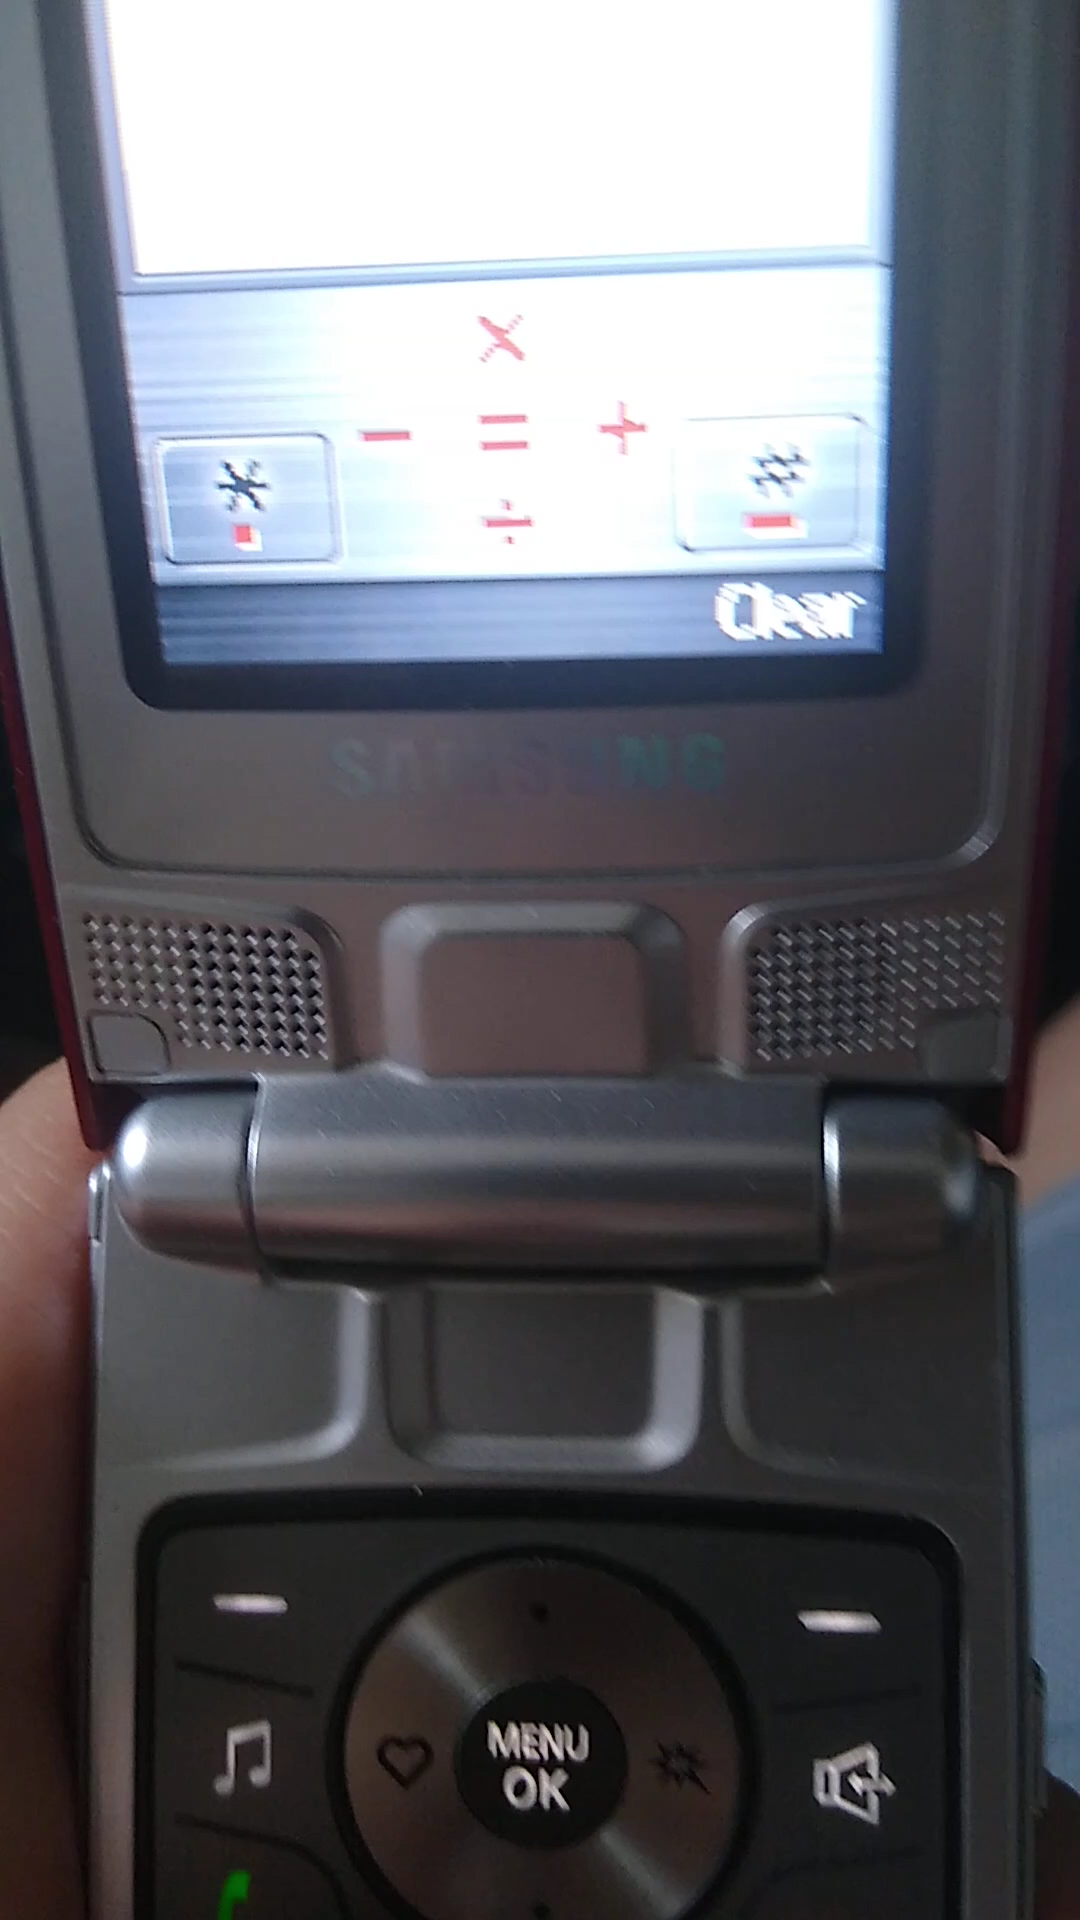 ×
- = +
* #
. -
÷
Clear
SAMSUNG
MENU
OK